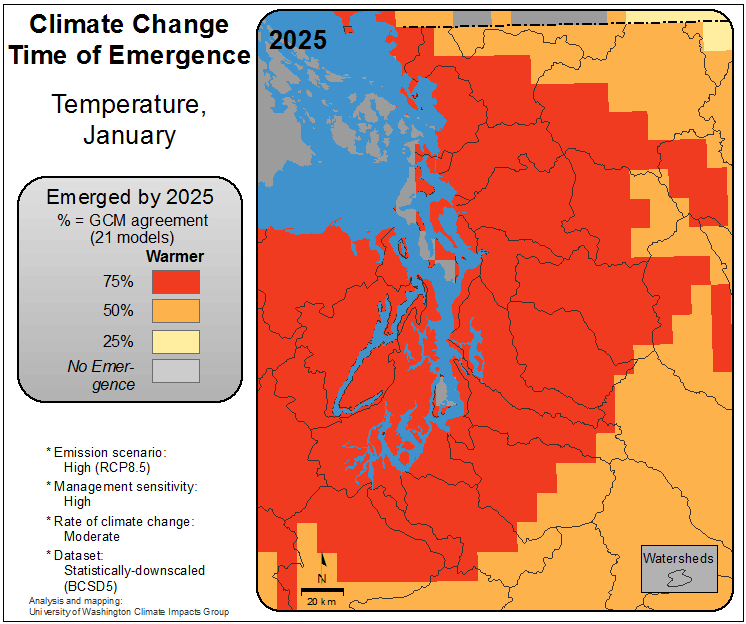 Climate Change
Time of Emergence
Temperature,
January
Emerged by 2025
% = GCM agreement
(21 models)
Warmer
75%
50%
25%
No Emer-
gence
* Emission scenario:
High (RCP8.5)
* Management sensitivity:
High
* Rate of climate change:
Moderate
* Dataset:
Statistically-downscaled
(BCSD5)
Analysis and mapping:
University of Washington Climate Impacts Group
2025
N
20 km
Watersheds